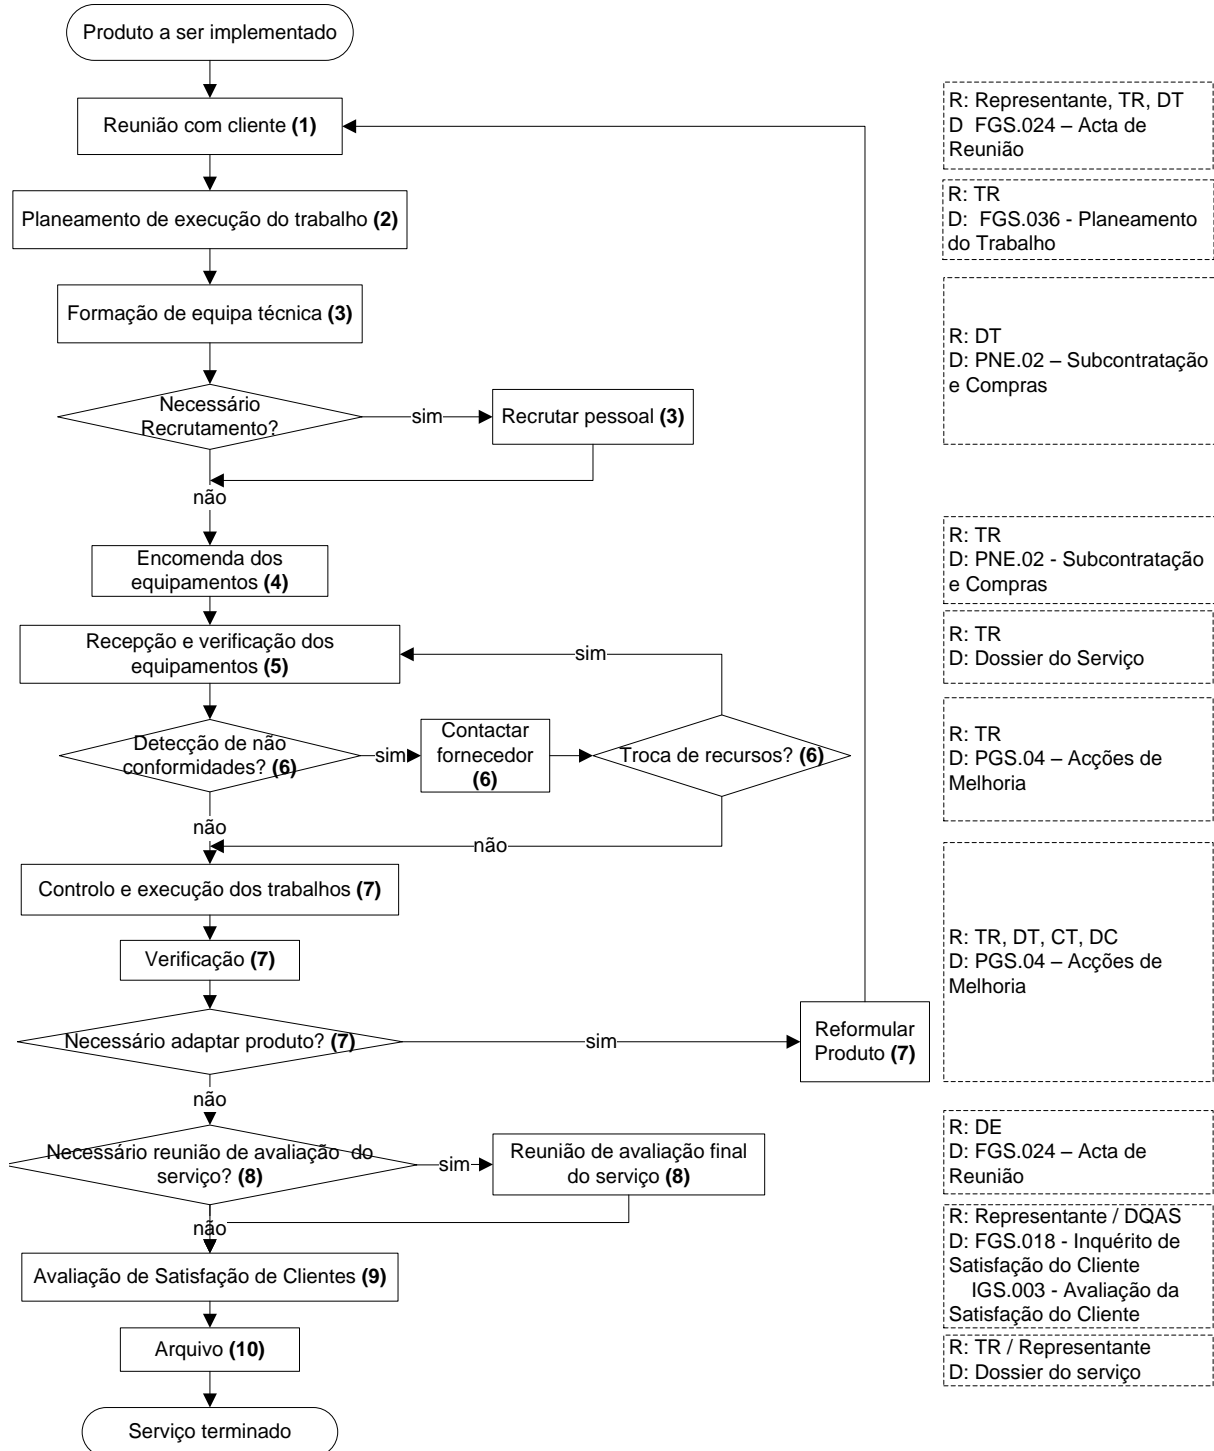 Produto a ser implementado
Reunião com cliente (1)
R: Representante, TR, DT
D  FGS.024 – Acta de
Reunião
Planeamento de execução do trabalho (2)
R: TR
D:  FGS.036 - Planeamento
do Trabalho
Formação de equipa técnica (3)
R: DT
D: PNE.02 – Subcontratação
e Compras
Necessário
Recrutamento?
sim
Recrutar pessoal (3)
não
Encomenda dos
equipamentos (4)
R: TR
D: PNE.02 - Subcontratação
e Compras
Recepção e verificação dos
equipamentos (5)
sim
R: TR
D: Dossier do Serviço
Detecção de não
conformidades? (6)
sim
Contactar
fornecedor
(6)
Troca de recursos? (6)
R: TR
D: PGS.04 – Acções de
Melhoria
não
não
Controlo e execução dos trabalhos (7)
Verificação (7)
R: TR, DT, CT, DC
D: PGS.04 – Acções de
Melhoria
Necessário adaptar produto? (7)
sim
Reformular
Produto (7)
não
Necessário reunião de avaliação  do
serviço? (8)
sim
Reunião de avaliação final
do serviço (8)
R: DE
D: FGS.024 – Acta de
Reunião
não
Avaliação de Satisfação de Clientes (9)
R: Representante / DQAS
D: FGS.018 - Inquérito de
Satisfação do Cliente
IGS.003 - Avaliação da
Satisfação do Cliente
Arquivo (10)
R: TR / Representante
D: Dossier do serviço
Serviço terminado